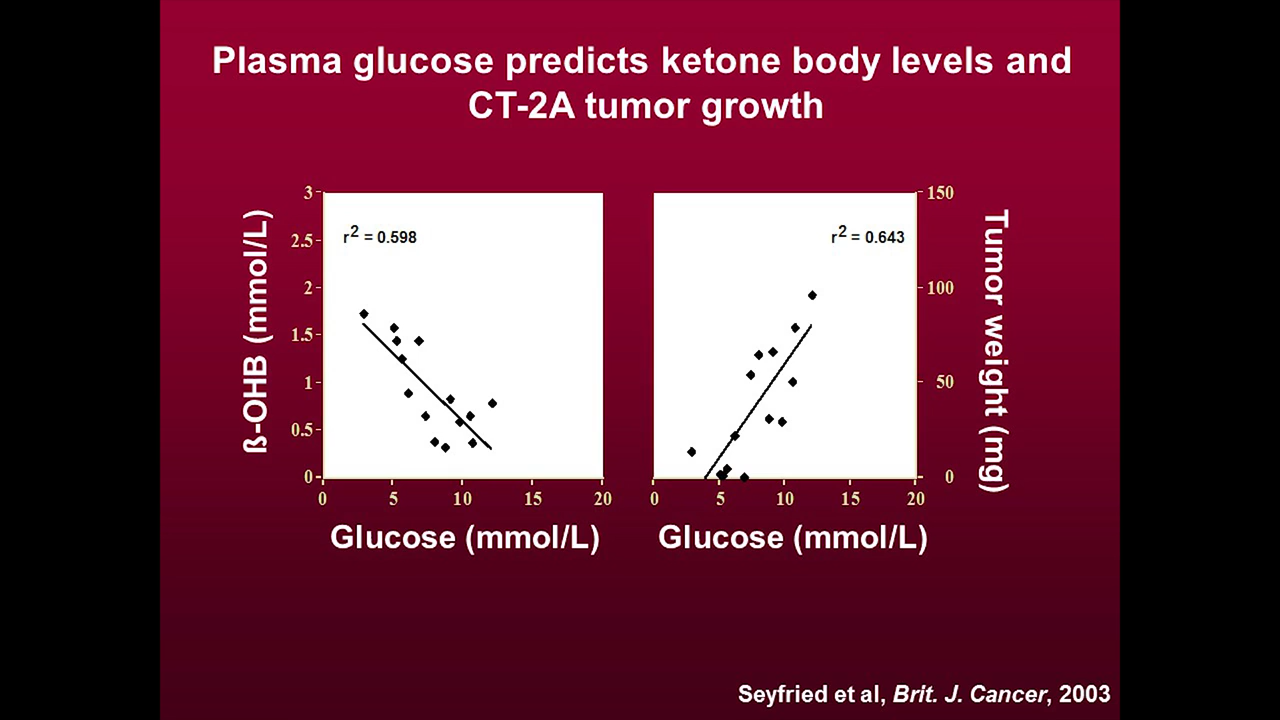 Plasma glucose predicts ketone body levels and
CT-2A tumor growth
ß-OHB (mmol/L)
3
2.5
2
1.5
1
0.5
0
r2 = 0.598
0 5 10 15 20
Glucose (mmol/L)
r2 = 0.643
150
100
50
0
Tumor weight (mg)
0 5 10 15 20
Glucose (mmol/L)
Seyfried et al, Brit. J. Cancer, 2003